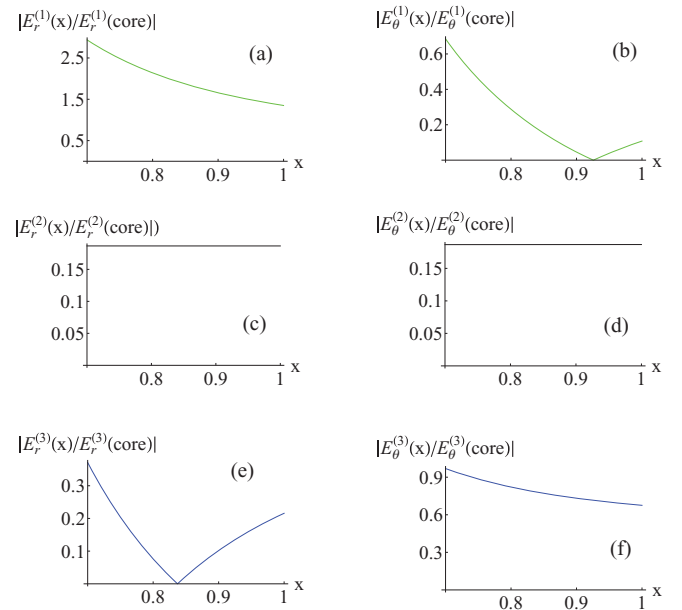 |E_r^(1)(x)/E_r^(1)(core)|
(a)
2.5
1.5
0.5
0.8 0.9 1 x
|E_θ^(1)(x)/E_θ^(1)(core)|
(b)
0.6
0.4
0.2
0.8 0.9 1 x
|E_r^(2)(x)/E_r^(2)(core)|)
0.15
0.1
0.05
(c)
0.8 0.9 1 x
|E_θ^(2)(x)/E_θ^(2)(core)|
0.15
0.1
0.05
(d)
0.8 0.9 1 x
|E_r^(3)(x)/E_r^(3)(core)|
(e)
0.3
0.2
0.1
0.8 0.9 1 x
|E_θ^(3)(x)/E_θ^(3)(core)|
0.9
0.6
0.3
(f)
0.8 0.9 1 x